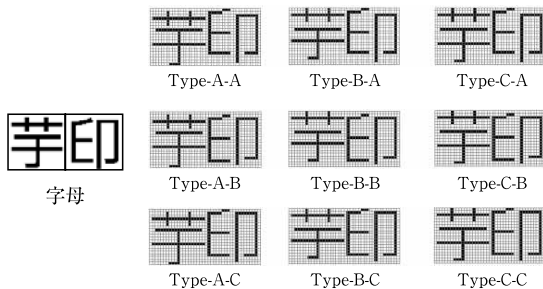 芋印 芋印 芋印
Type-A-A Type-B-A Type-C-A
芋印 芋印 芋印 芋印
字母 Type-A-B Type-B-B Type-C-B
芋印 芋印 芋印
Type-A-C Type-B-C Type-C-C